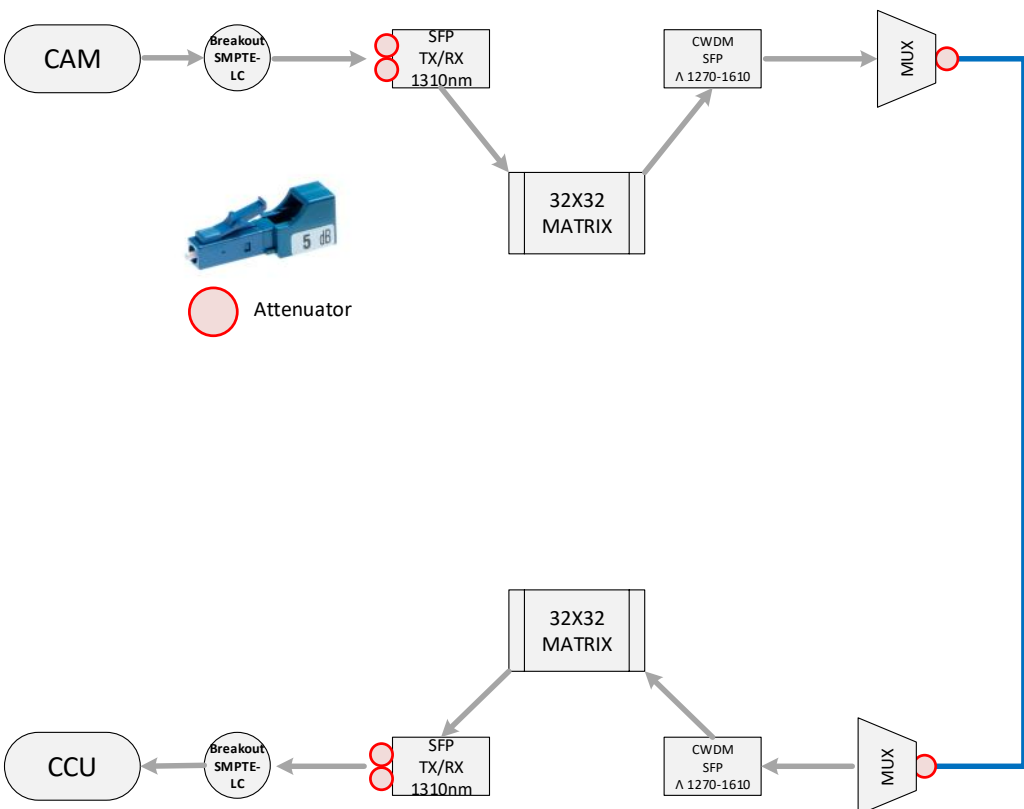 CAM
Breakout
SMPTE-
LC
SFP
TX/RX
1310nm
CWDM
SFP
Λ 1270-1610
MUX
32X32
MATRIX
5 dB
Attenuator
32X32
MATRIX
CCU
Breakout
SMPTE-
LC
SFP
TX/RX
1310nm
CWDM
SFP
Λ 1270-1610
MUX